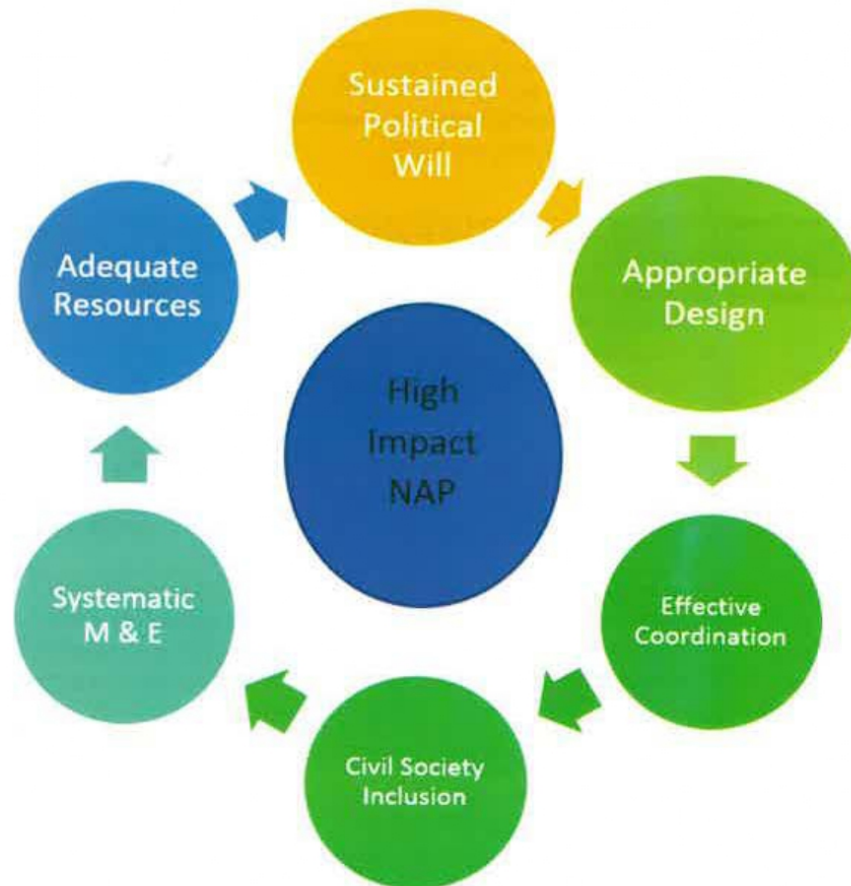 Sustained
Political
Will
Appropriate
Design
Effective
Coordination
Civil Society
Inclusion
Systematic
M & E
Adequate
Resources
High
Impact
NAP